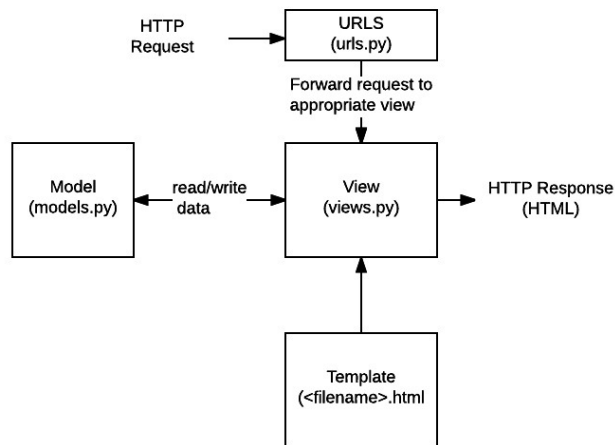 HTTP
Request
URLS
(urls.py)
Forward request to
appropriate view
Model
(models.py)
read/write
data
View
(views.py)
HTTP Response
(HTML)
Template
(<filename>.html